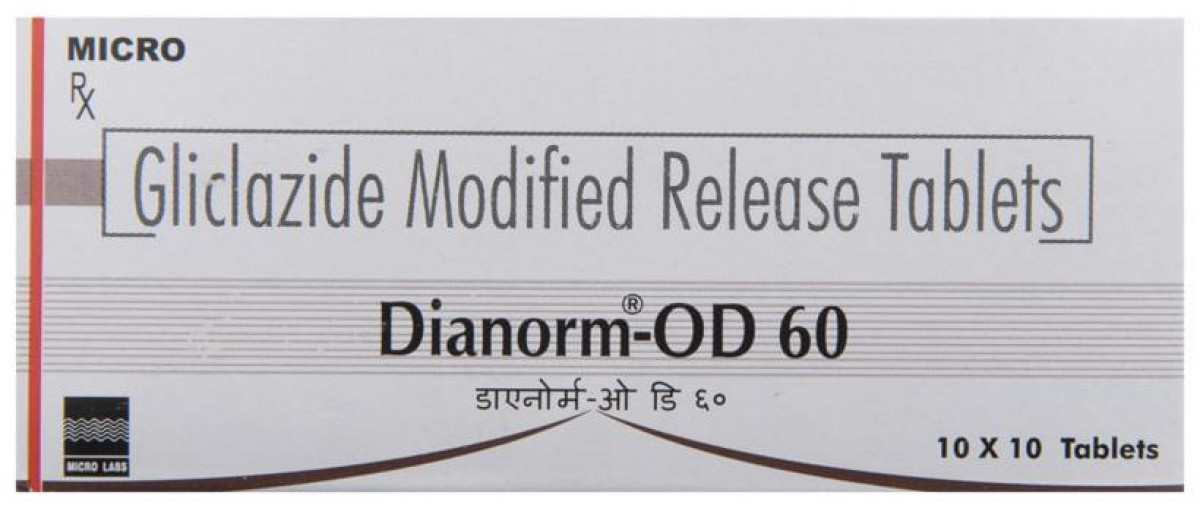 MICRO
Rx
Gliclazide Modified Release Tablets
Dianorm®-OD 60
डाएनोर्म-ओ डि ६०
MICRO LABS
10 X 10 Tablets